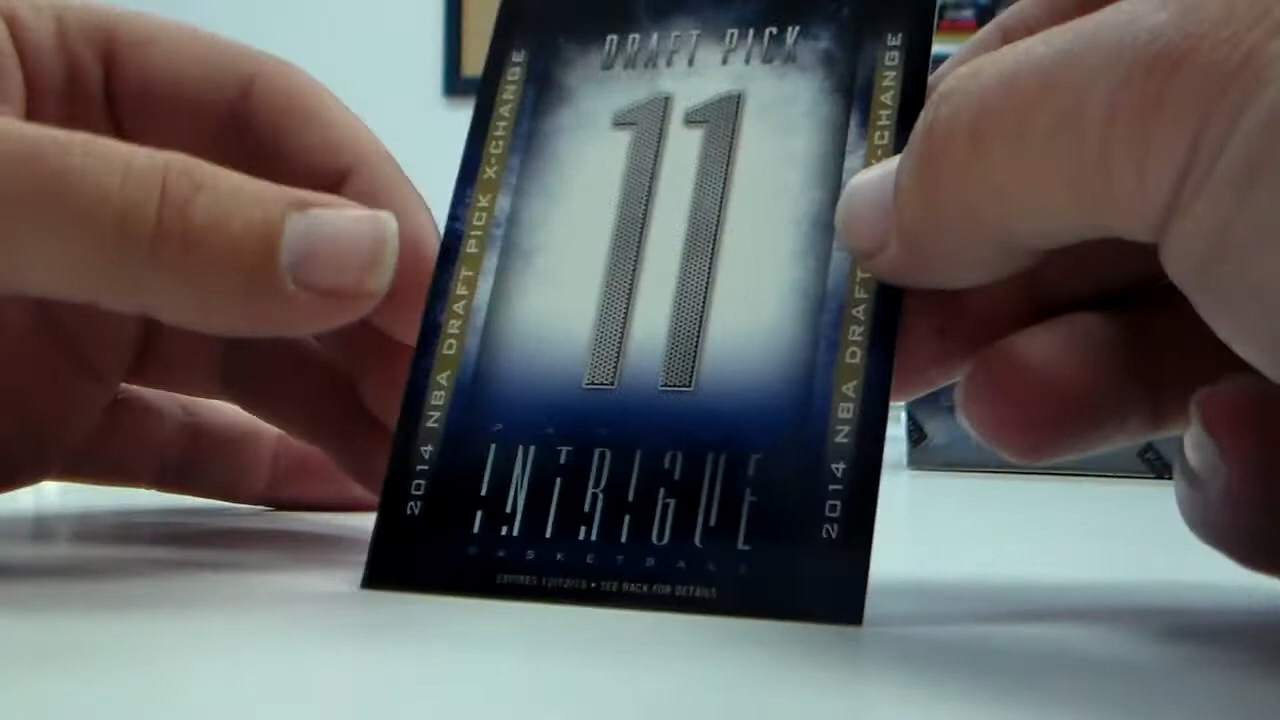 DRAFT PICK
11
2014 NBA DRAFT PICK X-CHANGE
2014 NBA DRAFT X-CHANGE
INTRIGUE
BASKETBALL
SEE BACK FOR DETAILS